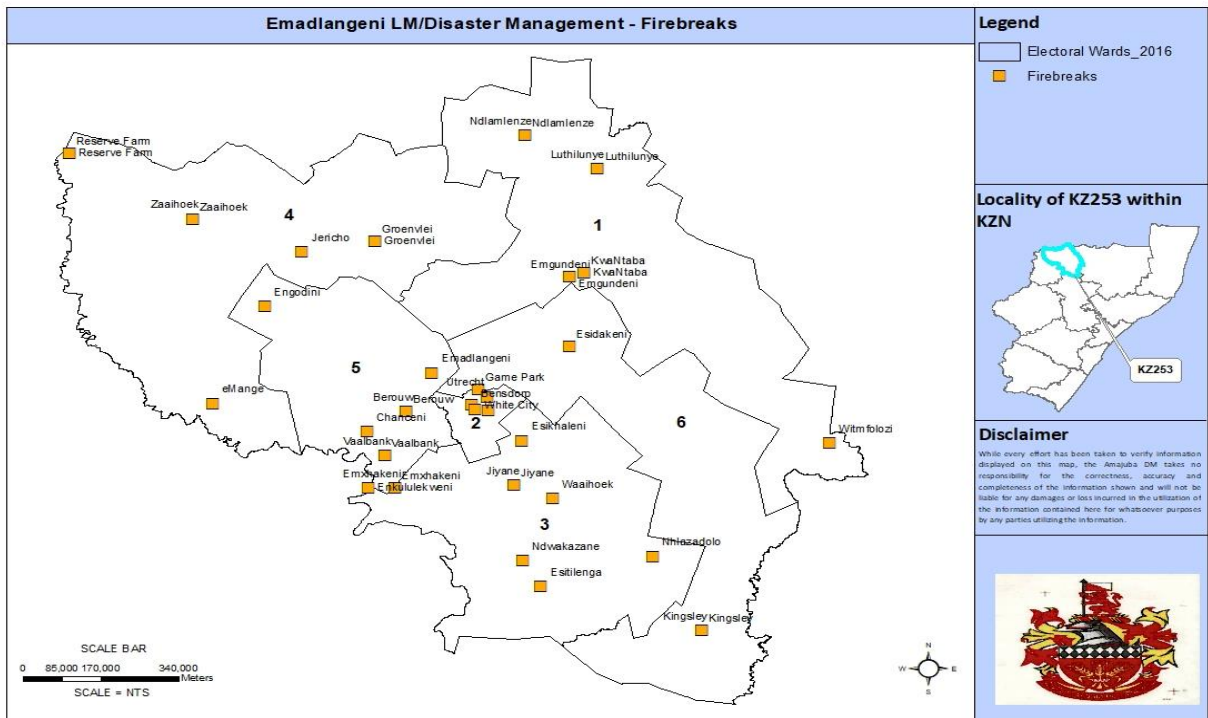 Emadlangeni LM/Disaster Management - Firebreaks
Legend
Electoral Wards_2016
Firebreaks
Ndlamlenze Ndlamlenze
Reserve Farm
Reserve Farm
Luthilunye Luthilunye
Zaaihoek Zaaihoek
4
1
Groenvlei
Groenvlei
Jericho
KwaNtaba
Emgundeni KwaNtaba
Emgundeni
Engodini
Esidakeni
5
Emadlangeni
Utrecht Game Park
Bensdorp
White City
eMange
Berouw Berouw
Chanceni
2
6
Witmfolozi
Esikhaleni
Vaalbank Vaalbank
Emxhakeni Emxhakeni
Enkululekweni
Jiyane Jiyane
Waaihoek
3
Ndwakazane
Nhlazadolo
Esitilenga
Kingsley Kingsley
SCALE BAR
0 85,000 170,000 340,000
Meters
SCALE = NTS
N
W E
S
Locality of KZ253 within
KZN
KZ253
Disclaimer
While every effort has been taken to verify information
displayed on this map, the Amajuba DM takes no
responsibility for the correctness, accuracy and
completeness of the information shown and will not be
liable for any damages or loss incurred in the utilization of
the information contained here for whatsoever purposes
by any parties utilizing the information.